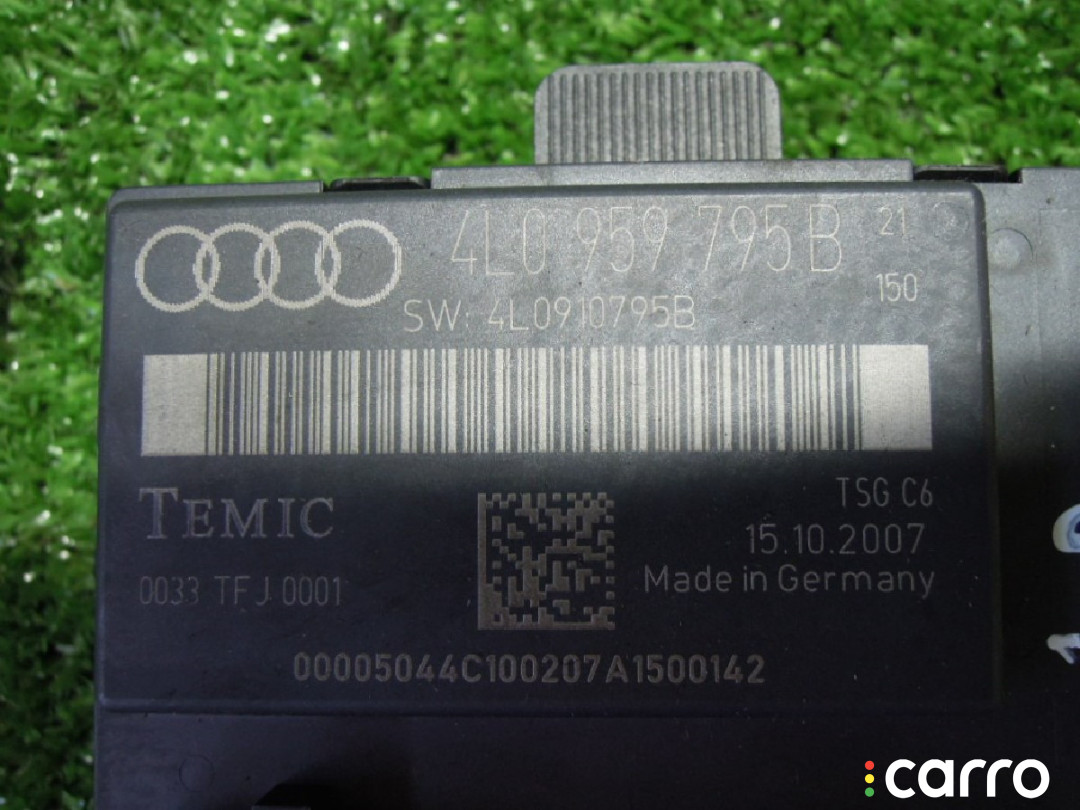 4L0 959 795 B 21
150
SW: 4L0910795B
TEMIC
TSG C6
15.10.2007
Made in Germany
0033 TFJ 0001
00005044C100207A1500142
carro